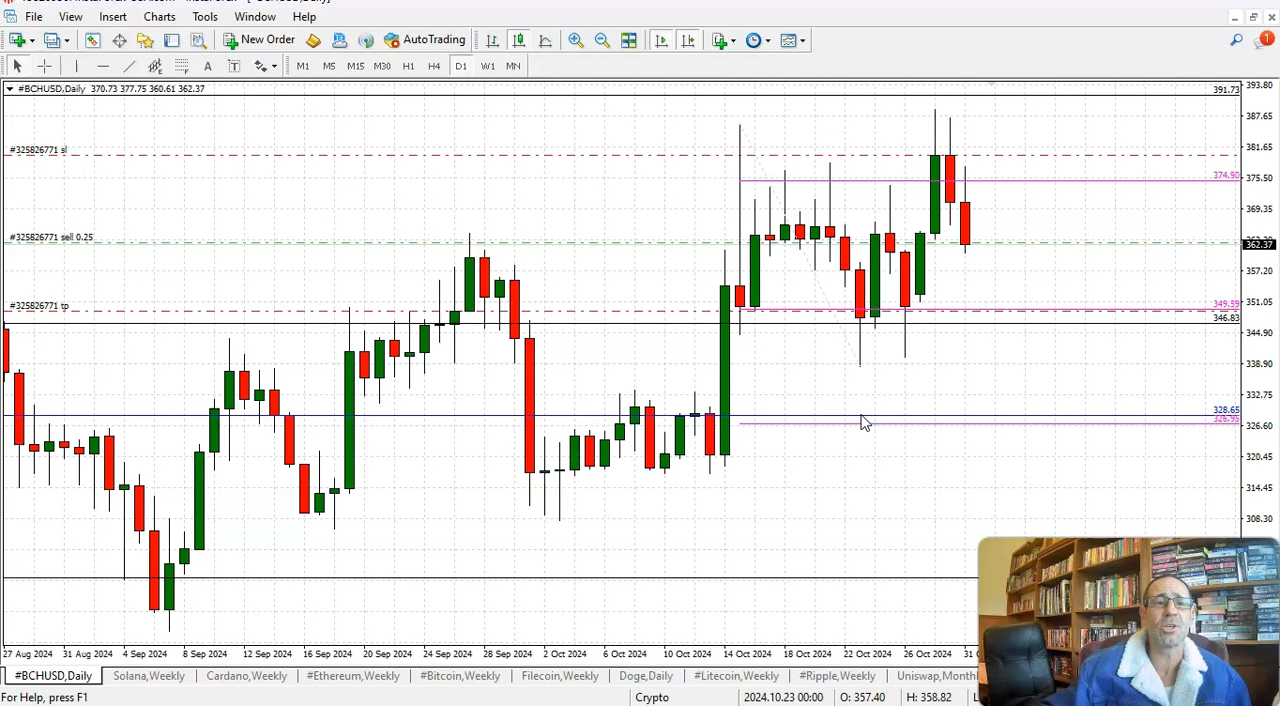 File View Insert Charts Tools Window Help
New Order AutoTrading
M1 M5 M15 M30 H1 H4 D1 W1 MN
#BCHUSD,Daily 370.73 377.75 360.61 362.37
391.73
393.80
387.65
#325826771 sl
381.65
374.90
375.50
369.35
#325826771 sell 0.25
362.37
357.20
#325826771 tp
349.59
351.05
346.83
344.90
338.90
332.75
328.65
326.95
326.60
320.45
314.45
308.30
27 Aug 2024 31 Aug 2024 4 Sep 2024 8 Sep 2024 12 Sep 2024 16 Sep 2024 20 Sep 2024 24 Sep 2024 28 Sep 2024 2 Oct 2024 6 Oct 2024 10 Oct 2024 14 Oct 2024 18 Oct 2024 22 Oct 2024 26 Oct 2024 31
#BCHUSD,Daily Solana,Weekly Cardano,Weekly #Ethereum,Weekly #Bitcoin,Weekly Filecoin,Weekly Doge,Daily #Litecoin,Weekly #Ripple,Weekly Uniswap,Month
For Help, press F1 Crypto 2024.10.23 00:00 O: 357.40 H: 358.82